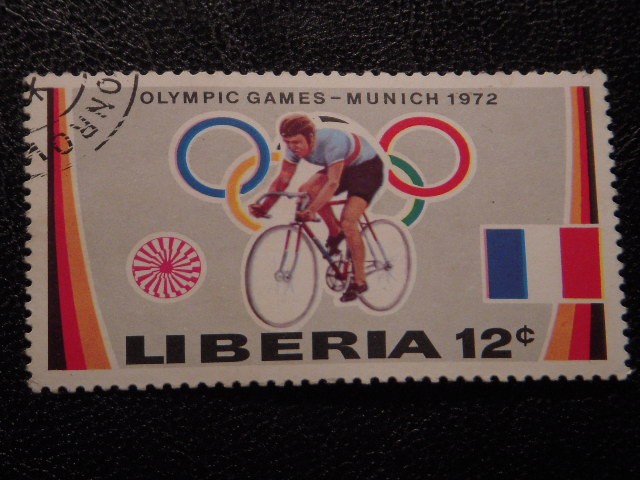 OLYMPIC GAMES – MUNICH 1972
LIBERIA 12¢